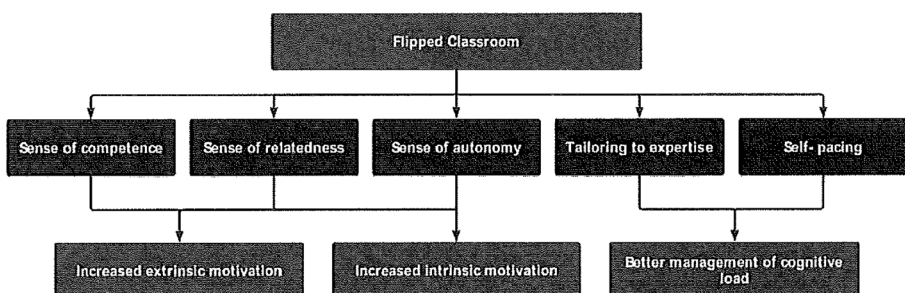 Flipped Classroom
Sense of competence
Sense of relatedness
Sense of autonomy
Tailoring to expertise
Self- pacing
Increased extrinsic motivation
Increased intrinsic motivation
Better management of cognitive
load